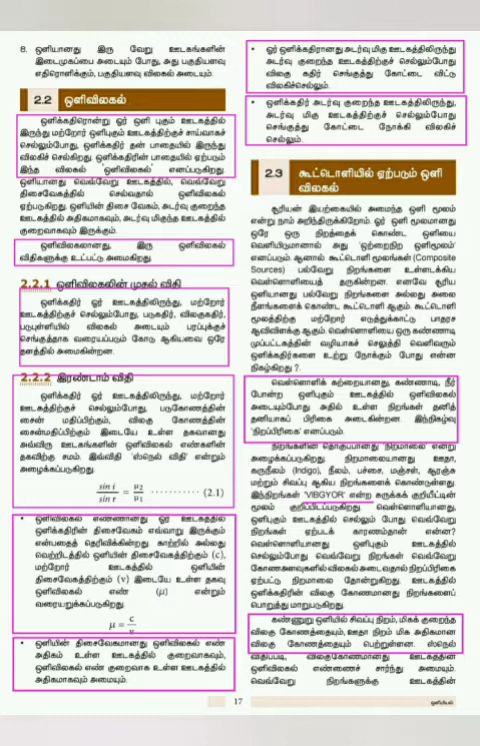 8. ஒளியானது இரு வேறு ஊடகங்களின்
இடைமுகப்பை அடையும் போது, அது பகுதியளவு
எதிரொளிக்கும், பகுதியளவு விலகல் அடையும்.
2.2 ஒளிவிலகல்
ஒளிக்கதிரொன்று ஓர் ஒளி புகும் ஊடகத்தில்
இருந்து மற்றோர் ஒளிபுகும் ஊடகத்திற்குச் சாய்வாகச்
செல்லும்போது, ஒளிக்கதிர் தன் பாதையில் இருந்து
விலகிச் செல்கிறது. ஒளிக்கதிரின் பாதையில் ஏற்படும்
இந்த விலகல் ஒளிவிலகல் எனப்படுகிறது.
ஒளியானது வெவ்வேறு ஊடகத்தில், வெவ்வேறு
திசைவேகத்தில் செல்வதால் ஒளிவிலகல்
ஏற்படுகிறது. ஒளியின் திசை வேகம், அடர்வு குறைந்த
ஊடகத்தில் அதிகமாகவும், அடர்வு மிகுந்த ஊடகத்தில்
குறைவாகவும் இருக்கும்.
ஒளிவிலகலானது, இரு ஒளிவிலகல்
விதிகளுக்கு உட்பட்டு அமைகிறது.
2.2.1 ஒளிவிலகலின் முதல் விதி
ஒளிக்கதிர் ஓர் ஊடகத்திலிருந்து, மற்றோர்
ஊடகத்திற்குச் செல்லும்போது, படுகதிர், விலகுகதிர்,
படுபுள்ளியில் விலகல் அடையும் பரப்புக்குச்
செங்குத்தாக வரையப்படும் கோடு ஆகியவை ஒரே
தளத்தில் அமைகின்றன.
2.2.2 இரண்டாம் விதி
ஒளிக்கதிர் ஓர் ஊடகத்திலிருந்து, மற்றோர்
ஊடகத்திற்குச் செல்லும்போது, படுகோணத்தின்
சைன் மதிப்பிற்கும், விலகு கோணத்தின்
சைன்மதிப்பிற்கும் இடையே உள்ள தகவானது
அவ்விரு ஊடகங்களின் ஒளிவிலகல் எண்களின்
தகவிற்கு சமம். இவ்விதி 'ஸ்நெல் விதி' என்றும்
அழைக்கப்படுகிறது.
sin i / sin r = μ2 / μ1 ·········· (2.1)
• ஒளிவிலகல் எண்ணானது ஓர் ஊடகத்தில்
ஒளிக்கதிரின் திசைவேகம் எவ்வாறு இருக்கும்
என்பதைத் தெரிவிக்கின்றது. காற்றில் அல்லது
வெற்றிடத்தில் ஒளியின் திசைவேகத்திற்கும் (c),
மற்றோர் ஊடகத்தில் ஒளியின்
திசைவேகத்திற்கும் (v) இடையே உள்ள தகவு
ஒளிவிலகல் எண் (μ) என்றும்
வரையறுக்கப்படுகிறது.
μ = c / v
• ஒளியின் திசைவேகமானது ஒளிவிலகல் எண்
அதிகம் உள்ள ஊடகத்தில் குறைவாகவும்,
ஒளிவிலகல் எண் குறைவாக உள்ள ஊடகத்தில்
அதிகமாகவும் அமையும்.
• ஓர் ஒளிக்கதிரானது அடர்வு மிகு ஊடகத்திலிருந்து
அடர்வு குறைந்த ஊடகத்திற்குச் செல்லும்போது
விலகு கதிர் செங்குத்து கோட்டை விட்டு
விலகிச்செல்லும்.
• ஒளிக்கதிர் அடர்வு குறைந்த ஊடகத்திலிருந்து,
அடர்வு மிகு ஊடகத்திற்குச் செல்லும்போது
செங்குத்து கோட்டை நோக்கி விலகிச்
செல்லும்.
2.3 கூட்டொளியில் ஏற்படும் ஒளி
விலகல்
சூரியன் இயற்கையில் அமைந்த ஒளி மூலம்
என்று நாம் அறிந்திருக்கிறோம். ஓர் ஒளி மூலமானது
ஒரே ஒரு நிறத்தைக் கொண்ட ஒளியை
வெளியிடுமானால் அது 'ஒற்றைநிற ஒளிமூலம்'
எனப்படும். ஆனால் கூட்டொளி மூலங்கள் (Composite
Sources) பல்வேறு நிறங்களை உள்ளடக்கிய
வெள்ளொளியைத் தருகின்றன. எனவே சூரிய
ஒளியானது பல்வேறு நிறங்களை அல்லது அலை
நீளங்களைக் கொண்ட கூட்டொளி ஆகும். கூட்டொளி
மூலத்திற்கு மற்றோர் எடுத்துக்காட்டு பாதரச
ஆவிவிளக்கு ஆகும். வெள்ளொளியை ஒரு கண்ணாடி
முப்பட்டகத்தின் வழியாகச் செலுத்தி வெளிவரும்
ஒளிக்கதிர்களை உற்று நோக்கும் போது என்ன
நிகழ்கிறது ?.
வெள்ளொளிக் கற்றையானது, கண்ணாடி, நீர்
போன்ற ஒளிபுகும் ஊடகத்தில் ஒளிவிலகல்
அடையும்போது அதில் உள்ள நிறங்கள் தனித்
தனியாகப் பிரிகை அடைகின்றன. இந்நிகழ்வு
'நிறப்பிரிகை' எனப்படும்.
நிறங்களின் தொகுப்பானது 'நிறமாலை' என்று
அழைக்கப்படுகிறது. நிறமாலையானது ஊதா,
கருநீலம் (Indigo), நீலம், பச்சை, மஞ்சள், ஆரஞ்சு
மற்றும் சிவப்பு ஆகிய நிறங்களைக் கொண்டுள்ளது.
இந்நிறங்கள் 'VIBGYOR' என்ற சுருக்கக் குறியீட்டின்
மூலம் குறிப்பிடப்படுகிறது. வெள்ளொளியானது,
ஒளிபுகும் ஊடகத்தில் செல்லும் போது வெவ்வேறு
நிறங்கள் ஏற்படக் காரணம்தான் என்ன?
வெள்ளொளியானது ஒளிபுகும் ஊடகத்தில்
செல்லும்போது வெவ்வேறு நிறங்கள் வெவ்வேறு
கோணஅளவுகளில் விலகல் அடைவதால் நிறப்பிரிகை
ஏற்பட்டு நிறமாலை தோன்றுகிறது. ஊடகத்தில்
ஒளிக்கதிரின் விலகு கோணமானது நிறங்களைப்
பொறுத்து மாறுபடுகிறது.
கண்ணுறு ஒளியில் சிவப்பு நிறம், மிகக் குறைந்த
விலகு கோணத்தையும், ஊதா நிறம் மிக அதிகமான
விலகு கோணத்தையும் பெற்றுள்ளன. ஸ்நெல்
விதிப்படி, விலகுகோணமானது ஊடகத்தின்
ஒளிவிலகல் எண்ணைச் சார்ந்து அமையும்.
வெவ்வேறு நிறங்களுக்கு ஊடகத்தின்
17 ஒளியியல்